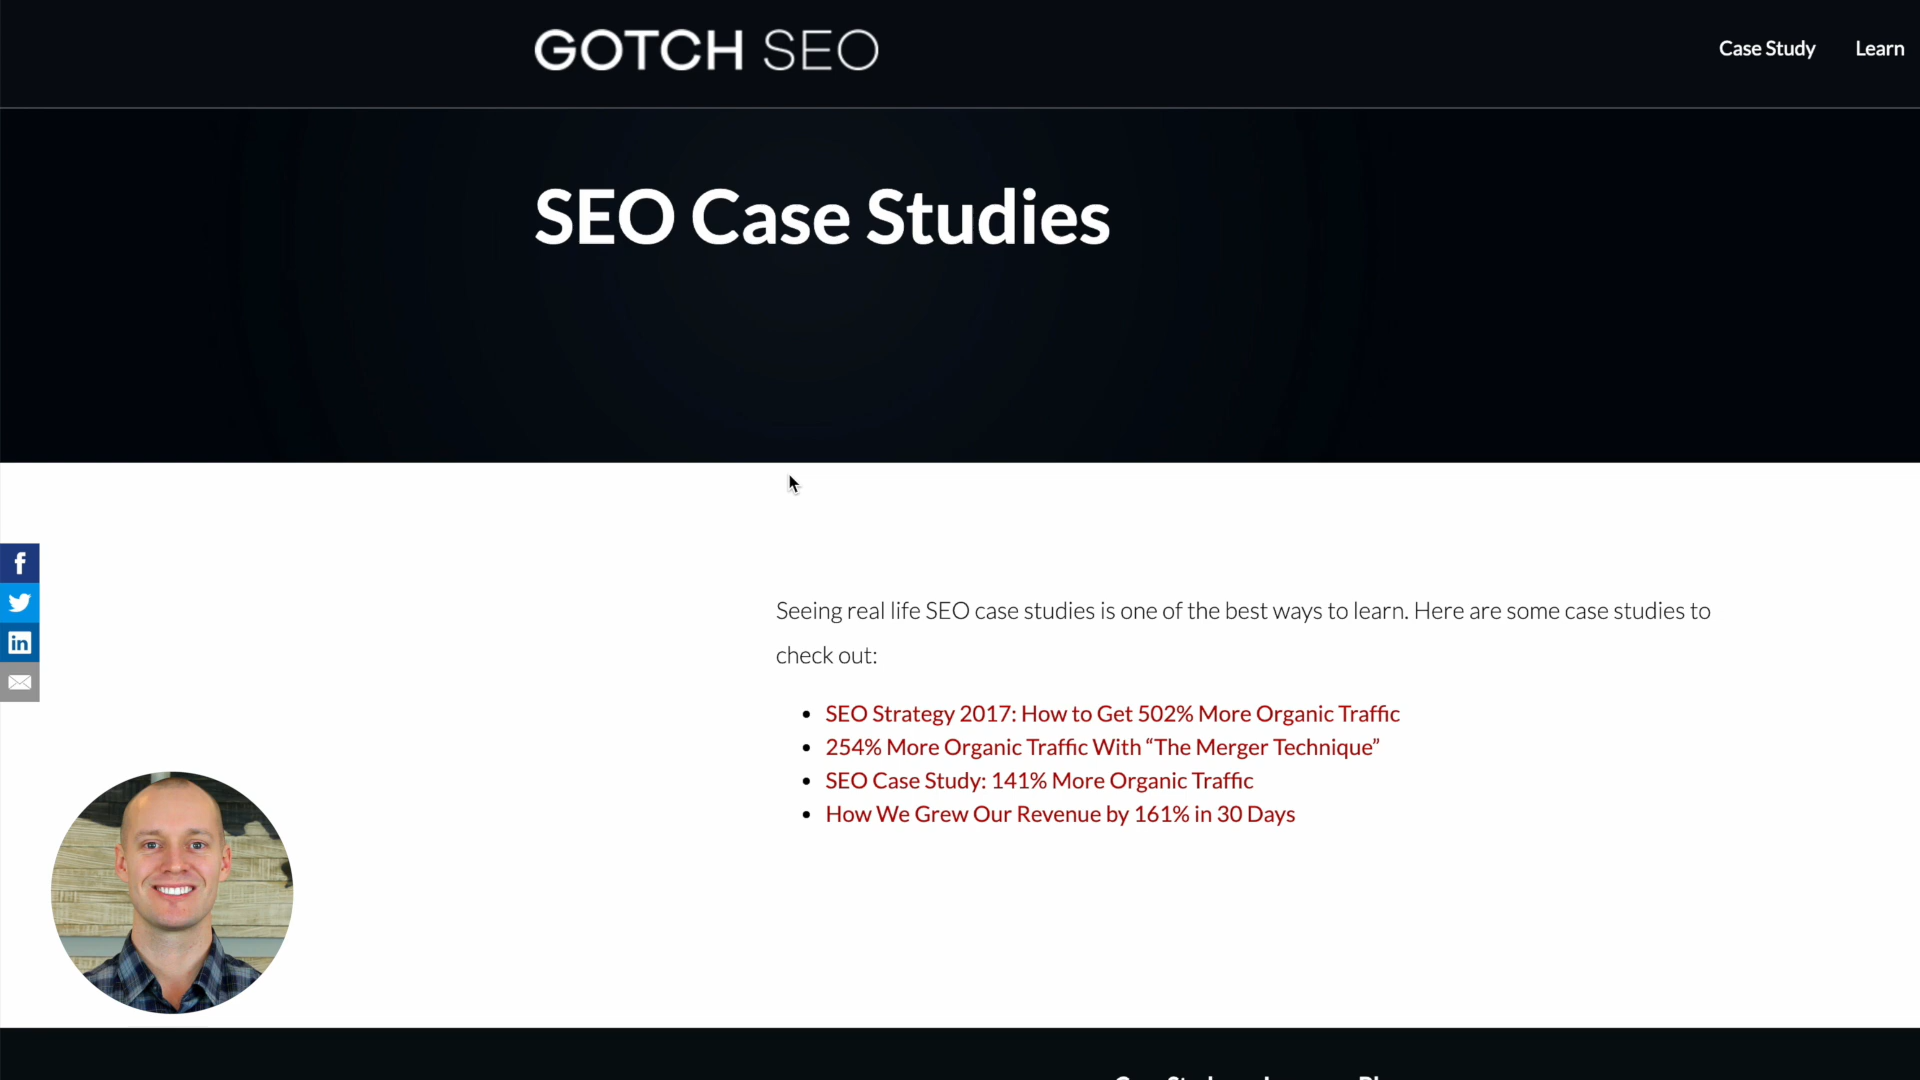 GOTCH SEO
Case Study
Learn
SEO Case Studies
Seeing real life SEO case studies is one of the best ways to learn. Here are some case studies to
check out:
SEO Strategy 2017: How to Get 502% More Organic Traffic
254% More Organic Traffic With “The Merger Technique”
SEO Case Study: 141% More Organic Traffic
How We Grew Our Revenue by 161% in 30 Days